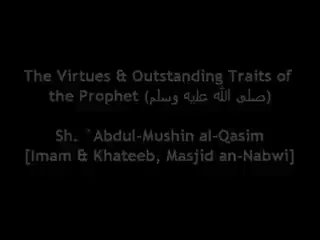 The Virtues & Outstanding Traits of
the Prophet (صلى الله عليه وسلم)
Sh. `Abdul-Mushin al-Qasim
[Imam & Khateeb, Masjid an-Nabwi]